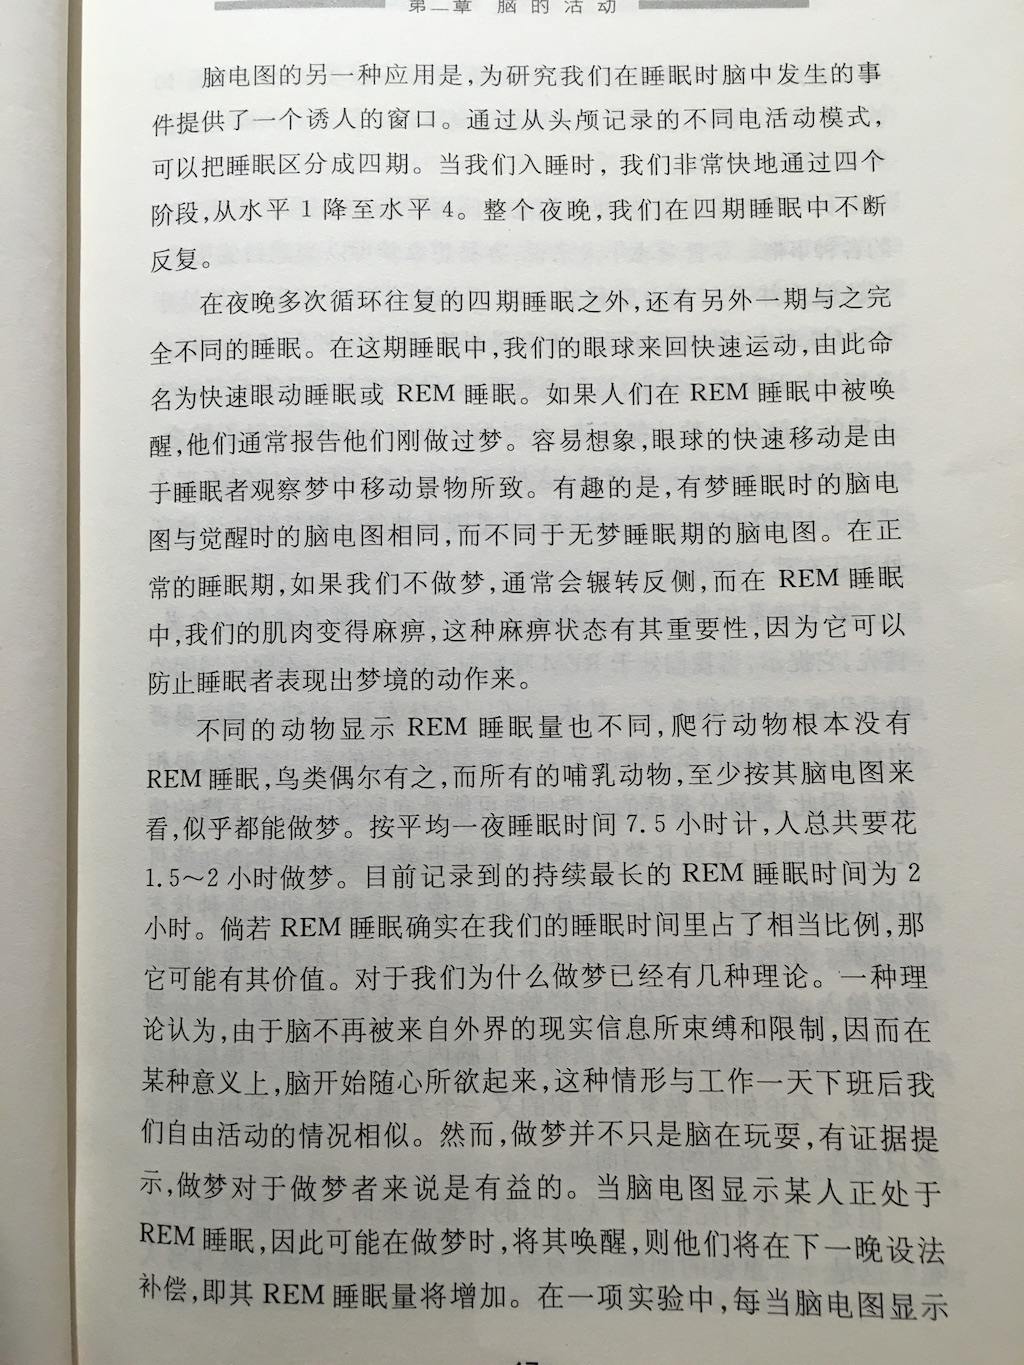 第二章 脑的活动
脑电图的另一种应用是,为研究我们在睡眠时脑中发生的事
件提供了一个诱人的窗口。通过从头颅记录的不同电活动模式,
可以把睡眠区分成四期。当我们入睡时,我们非常快地通过四个
阶段,从水平1降至水平4。整个夜晚,我们在四期睡眠中不断
反复。
在夜晚多次循环往复的四期睡眠之外,还有另外一期与之完
全不同的睡眠。在这期睡眠中,我们的眼球来回快速运动,由此命
名为快速眼动睡眠或 REM 睡眠。如果人们在 REM 睡眠中被唤
醒,他们通常报告他们刚做过梦。容易想象,眼球的快速移动是由
于睡眠者观察梦中移动景物所致。有趣的是,有梦睡眠时的脑电
图与觉醒时的脑电图相同,而不同于无梦睡眠期的脑电图。在正
常的睡眠期,如果我们不做梦,通常会辗转反侧,而在 REM 睡眠
中,我们的肌肉变得麻痹,这种麻痹状态有其重要性,因为它可以
防止睡眠者表现出梦境的动作来。
不同的动物显示 REM 睡眠量也不同,爬行动物根本没有
REM睡眠,鸟类偶尔有之,而所有的哺乳动物,至少按其脑电图来
看,似乎都能做梦。按平均一夜睡眠时间7.5小时计,人总共要花
1.5～2小时做梦。目前记录到的持续最长的 REM 睡眠时间为2
小时。倘若 REM 睡眠确实在我们的睡眠时间里占了相当比例,那
它可能有其价值。对于我们为什么做梦已经有几种理论。一种理
论认为,由于脑不再被来自外界的现实信息所束缚和限制,因而在
某种意义上,脑开始随心所欲起来,这种情形与工作一天下班后我
们自由活动的情况相似。然而,做梦并不只是脑在玩耍,有证据提
示,做梦对于做梦者来说是有益的。当脑电图显示某人正处于
REM 睡眠,因此可能在做梦时,将其唤醒,则他们将在下一晚设法
补偿,即其 REM 睡眠量将增加。在一项实验中,每当脑电图显示